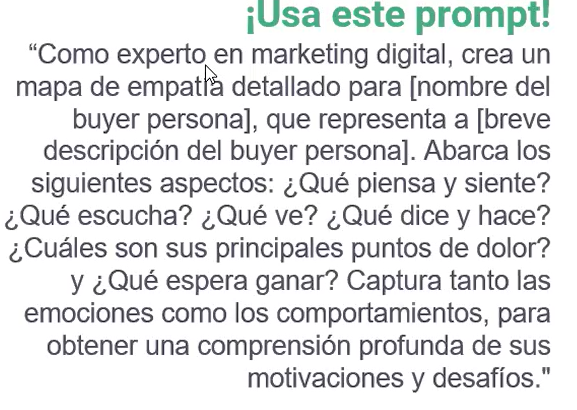 ¡Usa este prompt!
“Como experto en marketing digital, crea un
mapa de empatía detallado para [nombre del
buyer persona], que representa a [breve
descripción del buyer persona]. Abarca los
siguientes aspectos: ¿Qué piensa y siente?
¿Qué escucha? ¿Qué ve? ¿Qué dice y hace?
¿Cuáles son sus principales puntos de dolor?
y ¿Qué espera ganar? Captura tanto las
emociones como los comportamientos, para
obtener una comprensión profunda de sus
motivaciones y desafíos."